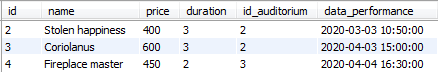 id name price duration id_auditorium data_performance
2 Stolen happiness 400 3 2 2020-03-03 10:50:00
3 Coriolanus 600 3 2 2020-04-03 15:00:00
4 Fireplace master 450 2 3 2020-04-04 16:30:00